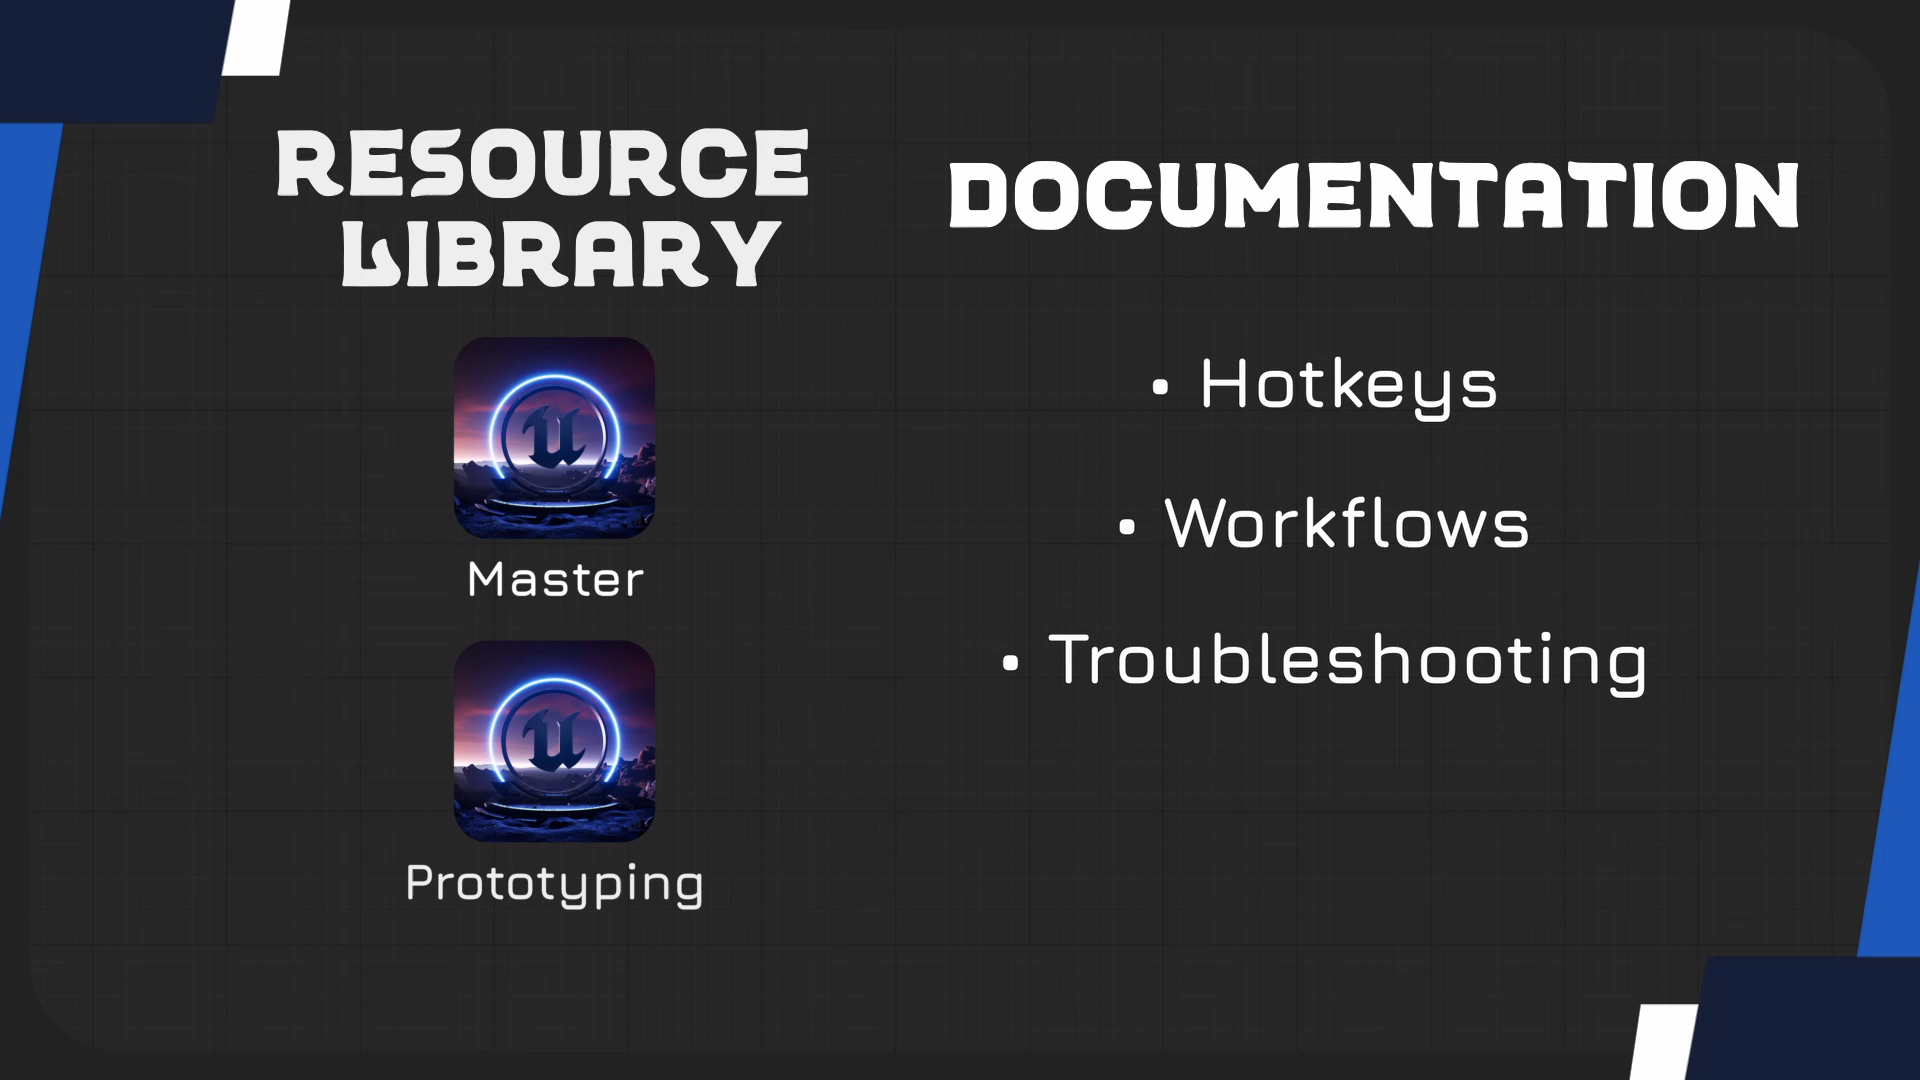 RESOURCE
LIBRARY
Master
Prototyping
DOCUMENTATION
• Hotkeys
• Workflows
• Troubleshooting